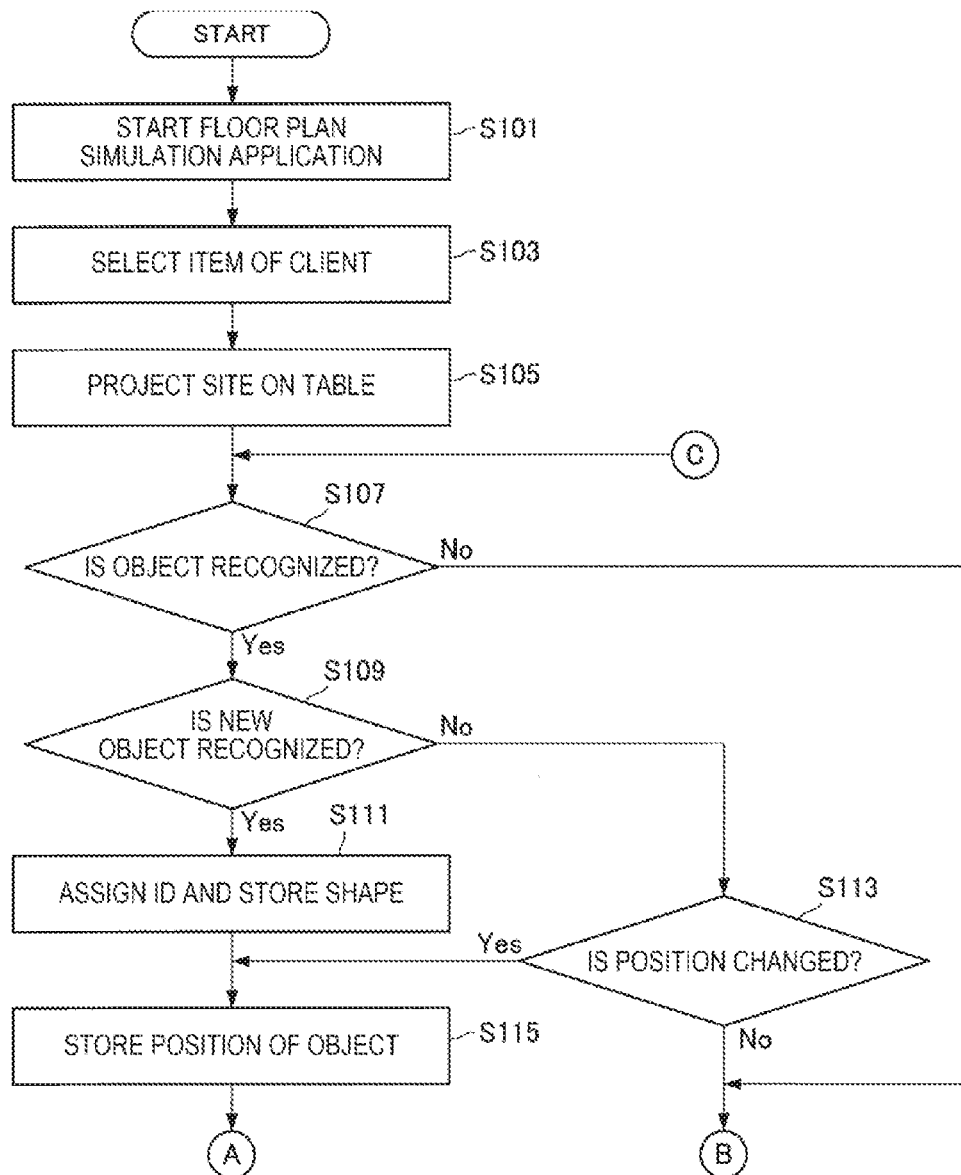 START
START FLOOR PLAN
SIMULATION APPLICATION
S101
SELECT ITEM OF CLIENT
S103
PROJECT SITE ON TABLE
S105
C
S107
IS OBJECT RECOGNIZED?
No
Yes
S109
IS NEW
OBJECT RECOGNIZED?
No
Yes
S111
ASSIGN ID AND STORE SHAPE
S113
IS POSITION CHANGED?
Yes
No
STORE POSITION OF OBJECT
S115
A
B